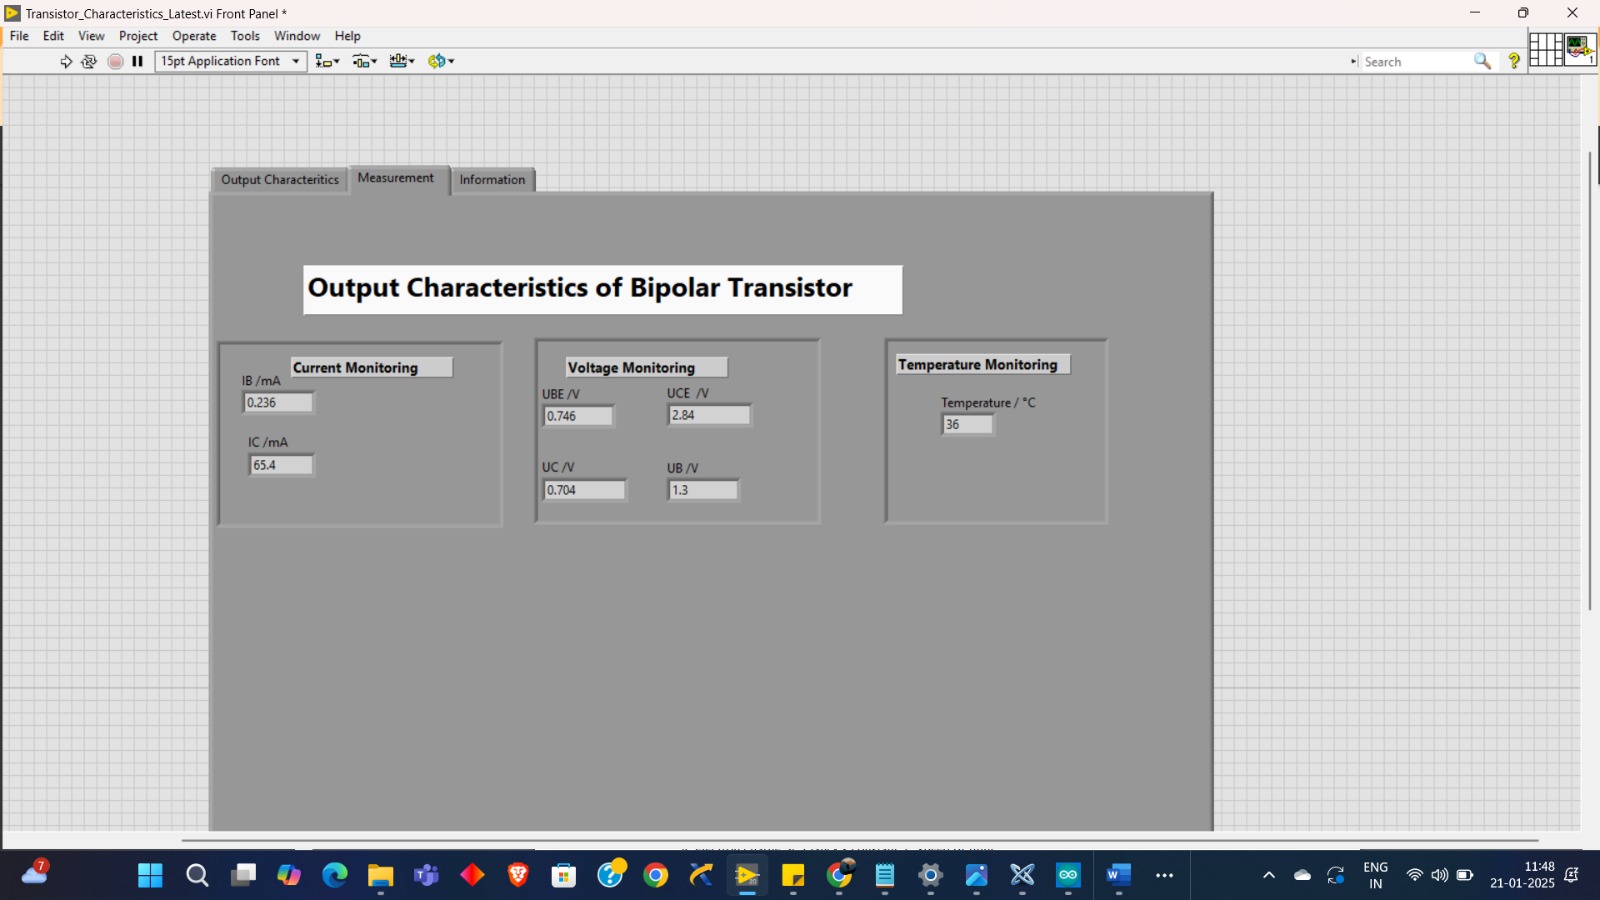 Transistor_Characteristics_Latest.vi Front Panel *
File Edit View Project Operate Tools Window Help
15pt Application Font
Search
1
Output Charateritics Measurement Information
Output Characteristics of Bipolar Transistor
Current Monitoring
IB /mA
0.236
IC /mA
65.4
Voltage Monitoring
UBE /V UCE /V
0.746 2.84
UC /V UB /V
0.704 1.3
Temperature Monitoring
Temperature / °C
36
7
ENG
IN
11:48
21-01-2025